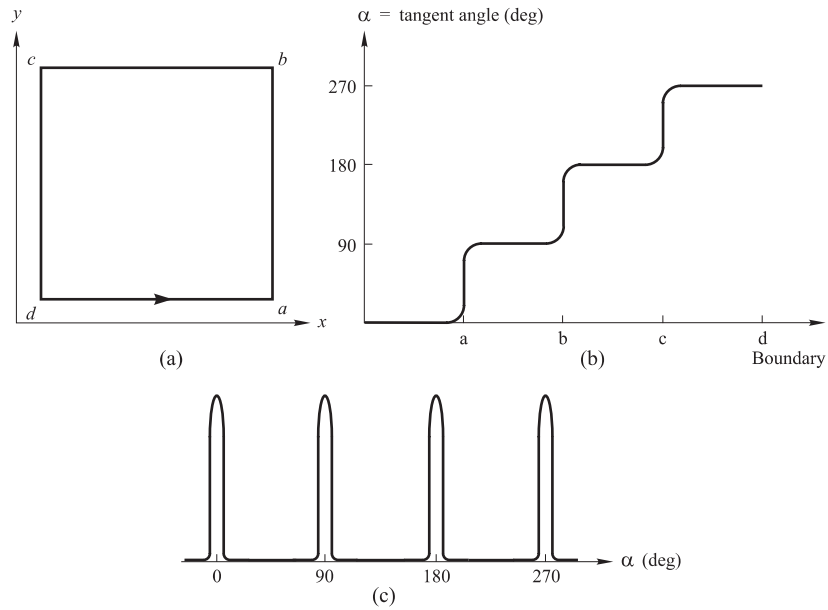 y
c
b
d
a
x
(a)
α = tangent angle (deg)
270
180
90
a
b
c
d
(b)
Boundary
0
90
180
270
α (deg)
(c)